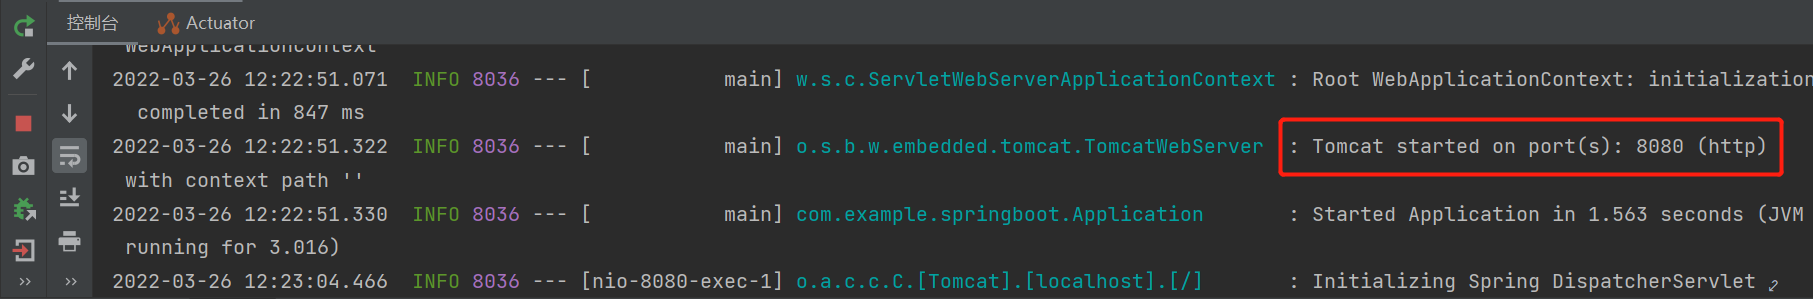 控制台 Actuator
WebApplicationContext
2022-03-26 12:22:51.071  INFO 8036 --- [           main] w.s.c.ServletWebServerApplicationContext : Root WebApplicationContext: initialization
completed in 847 ms
2022-03-26 12:22:51.322  INFO 8036 --- [           main] o.s.b.w.embedded.tomcat.TomcatWebServer  : Tomcat started on port(s): 8080 (http)
with context path ''
2022-03-26 12:22:51.330  INFO 8036 --- [           main] com.example.springboot.Application       : Started Application in 1.563 seconds (JVM
running for 3.016)
2022-03-26 12:23:04.466  INFO 8036 --- [nio-8080-exec-1] o.a.c.c.C.[Tomcat].[localhost].[/]       : Initializing Spring DispatcherServlet